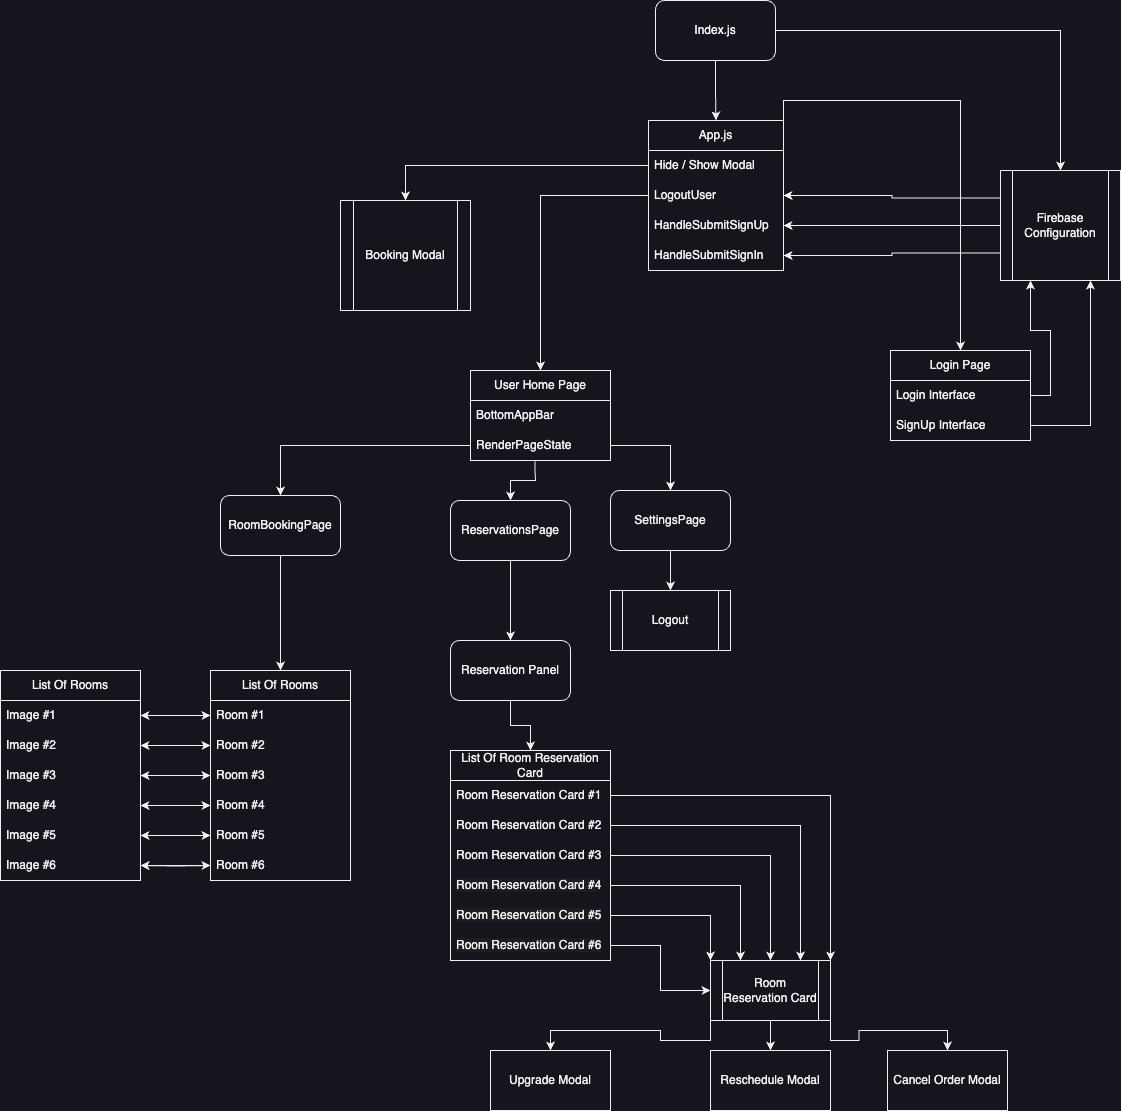 Index.js
App.js
Hide / Show Modal
LogoutUser
HandleSubmitSignUp
HandleSubmitSignIn
Firebase
Configuration
Booking Modal
Login Page
Login Interface
SignUp Interface
User Home Page
BottomAppBar
RenderPageState
RoomBookingPage
ReservationsPage
SettingsPage
Logout
Reservation Panel
List Of Rooms
Image #1
Image #2
Image #3
Image #4
Image #5
Image #6
List Of Rooms
Room #1
Room #2
Room #3
Room #4
Room #5
Room #6
List Of Room Reservation
Card
Room Reservation Card #1
Room Reservation Card #2
Room Reservation Card #3
Room Reservation Card #4
Room Reservation Card #5
Room Reservation Card #6
Room
Reservation Card
Upgrade Modal
Reschedule Modal
Cancel Order Modal